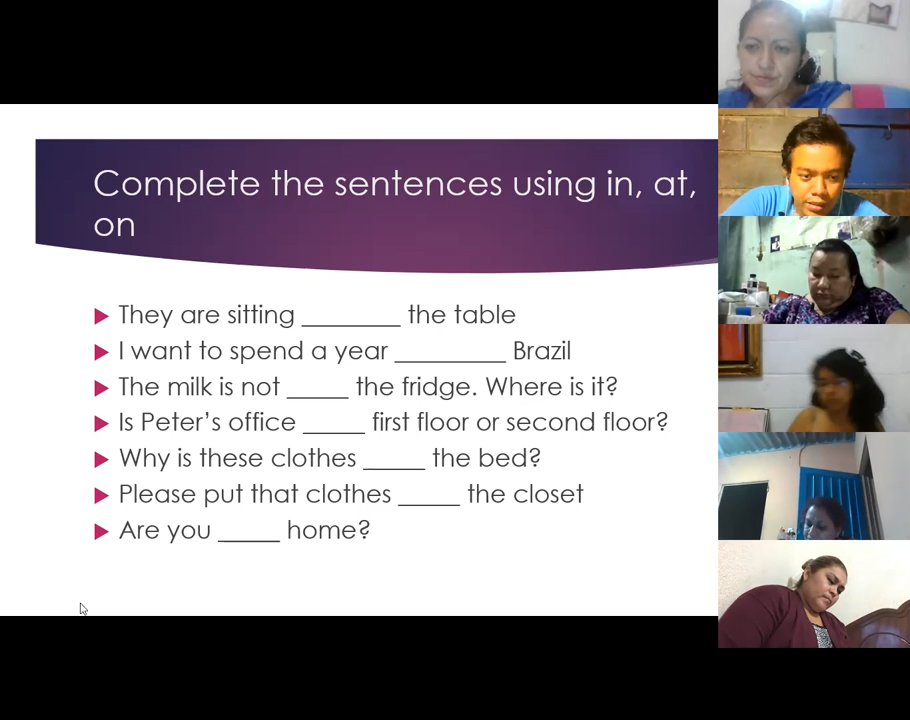 Complete the sentences using in, at,
on
They are sitting ________ the table
I want to spend a year _________ Brazil
The milk is not _____ the fridge. Where is it?
Is Peter’s office _____ first floor or second floor?
Why is these clothes _____ the bed?
Please put that clothes _____ the closet
Are you _____ home?